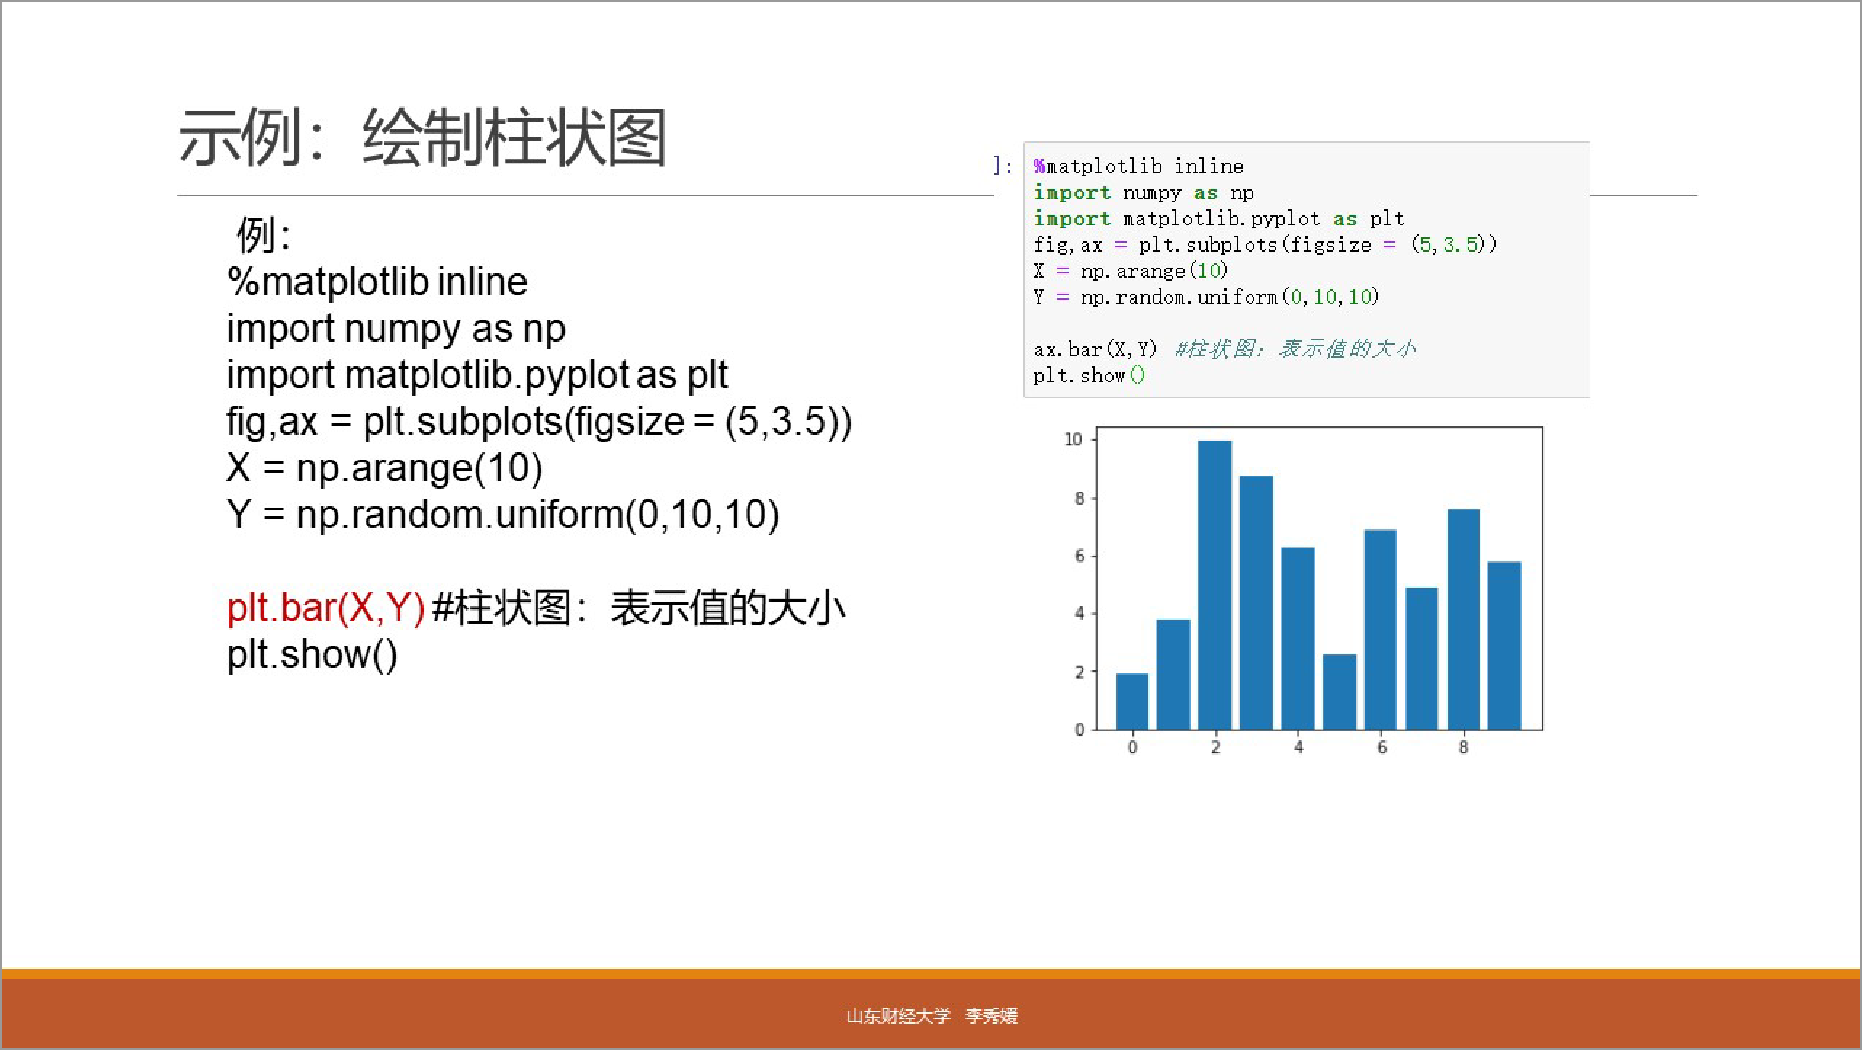 示例：绘制柱状图
例：
%matplotlib inline
import numpy as np
import matplotlib.pyplot as plt
fig,ax = plt.subplots(figsize = (5,3.5))
X = np.arange(10)
Y = np.random.uniform(0,10,10)
plt.bar(X,Y) #柱状图：表示值的大小
plt.show()
]:
%matplotlib inline
import numpy as np
import matplotlib.pyplot as plt
fig,ax = plt.subplots(figsize = (5,3.5))
X = np.arange(10)
Y = np.random.uniform(0,10,10)
ax.bar(X,Y) #柱状图：表示值的大小
plt.show()
10
8
6
4
2
0
0 2 4 6 8
山东财经大学 李秀媛